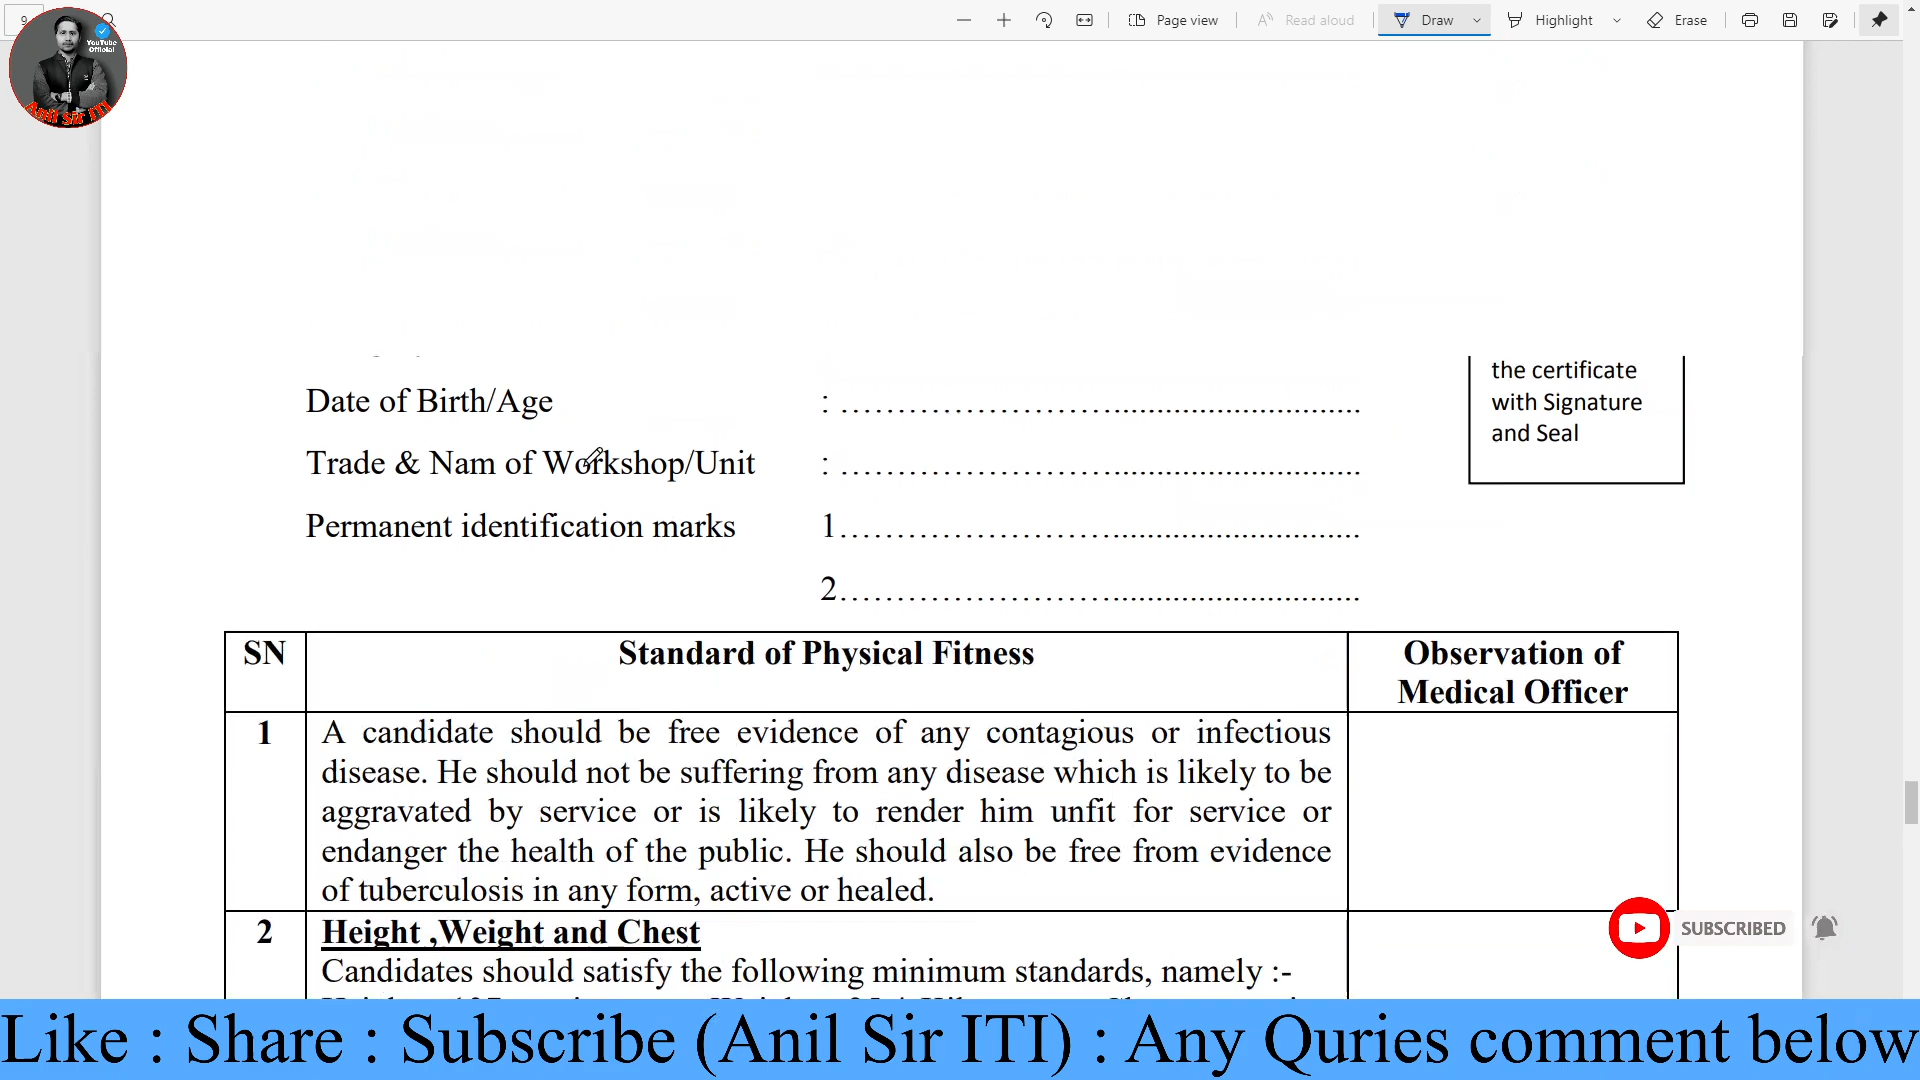 9
Page view
Read aloud
Draw
Highlight
Erase
YouTube
Official
Anil Sir ITI
the certificate
with Signature
and Seal
Date of Birth/Age : ................................................
Trade & Nam of Workshop/Unit : ................................................
Permanent identification marks 1................................................
2................................................
SN Standard of Physical Fitness Observation of
Medical Officer
1 A candidate should be free evidence of any contagious or infectious
disease. He should not be suffering from any disease which is likely to be
aggravated by service or is likely to render him unfit for service or
endanger the health of the public. He should also be free from evidence
of tuberculosis in any form, active or healed.
2 Height ,Weight and Chest
Candidates should satisfy the following minimum standards, namely :-
SUBSCRIBED
Like : Share : Subscribe (Anil Sir ITI) : Any Quries comment below